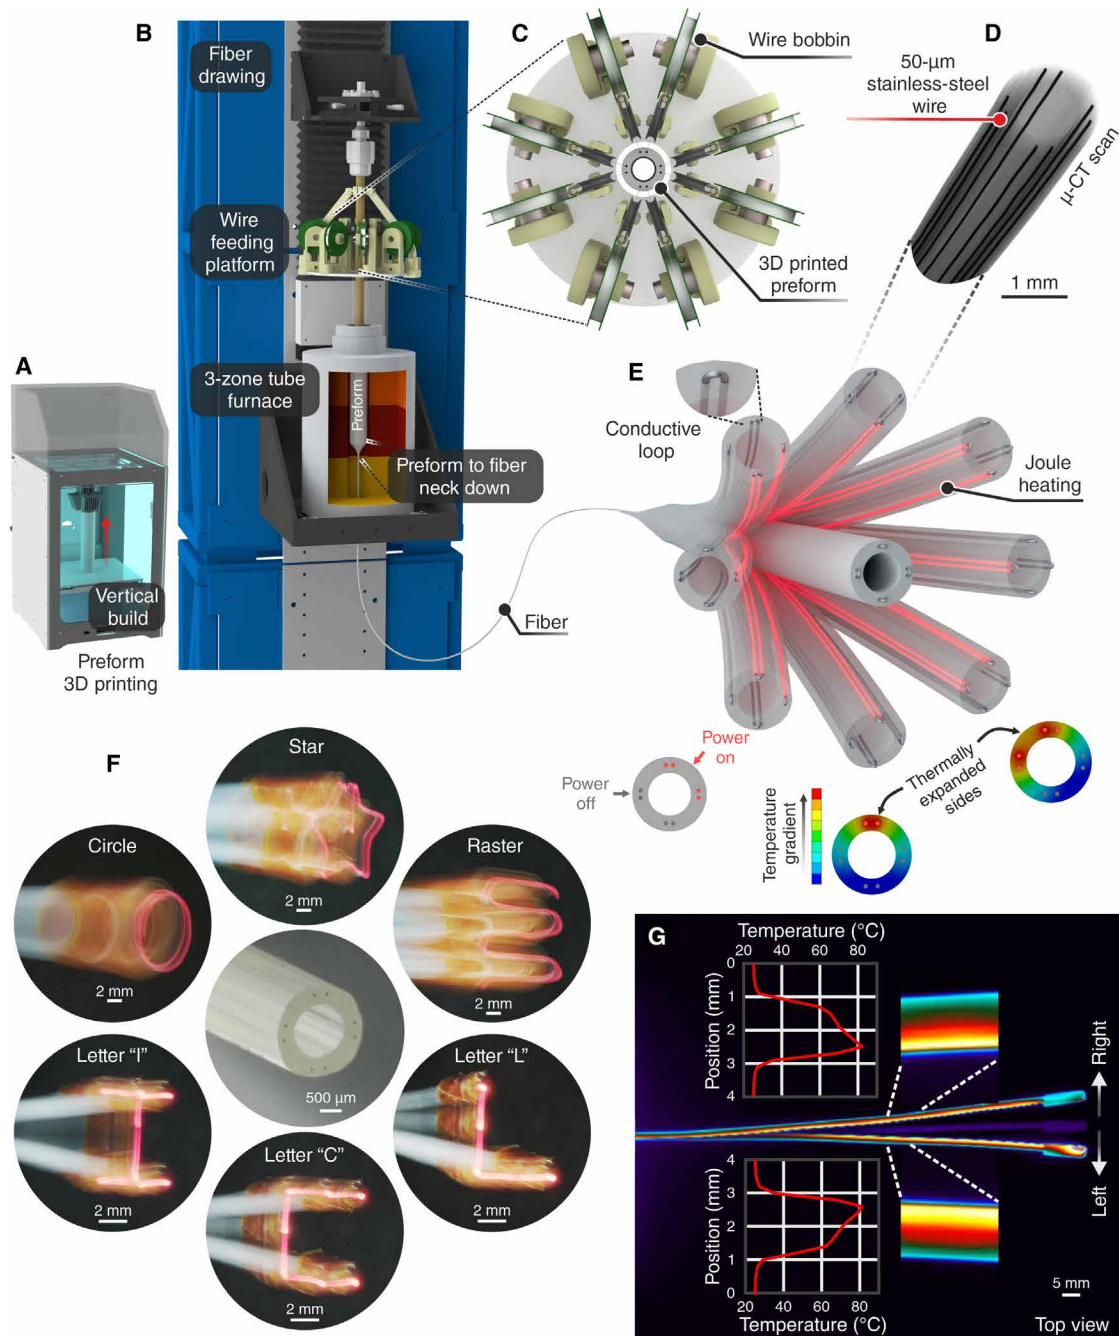 A
Vertical
build
Preform
3D printing
B
Fiber
drawing
Wire
feeding
platform
3-zone tube
furnace
Preform
Preform to fiber
neck down
C
Wire bobbin
3D printed
preform
D
50-μm
stainless-steel
wire
μ-CT scan
1 mm
E
Conductive
loop
Joule
heating
Fiber
Power
on
Power
off
Thermally
expanded
sides
Temperature
gradient
F
Star
2 mm
Circle
2 mm
Raster
2 mm
500 μm
Letter “I”
2 mm
Letter “L”
2 mm
Letter “C”
2 mm
G
Temperature (°C)
20 40 60 80
Position (mm)
0
1
2
3
4
Position (mm)
4
3
2
1
0
20 40 60 80
Temperature (°C)
Right
Left
5 mm
Top view